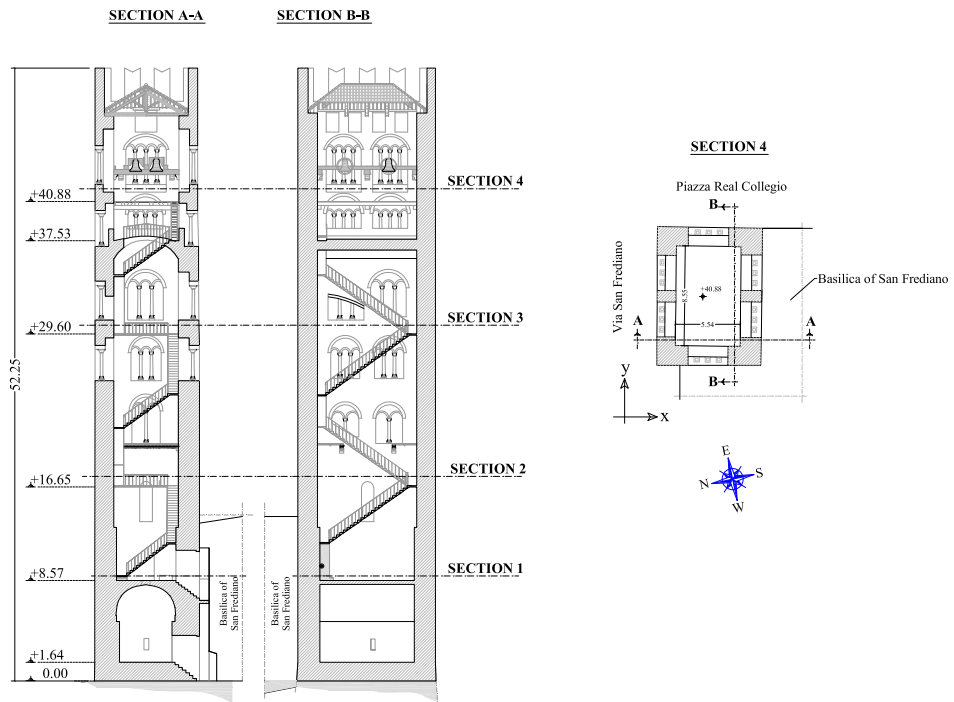 SECTION A-A
SECTION B-B
SECTION 4
52.25
+40.88
+37.53
+29.60
+16.65
+8.57
+1.64
0.00
SECTION 4
SECTION 3
SECTION 2
SECTION 1
Basilica of
San Frediano
Basilica of
San Frediano
Piazza Real Collegio
B
Via San Frediano
+40.88
8.55
5.54
Basilica of San Frediano
A
A
B
y
x
E
N
S
W